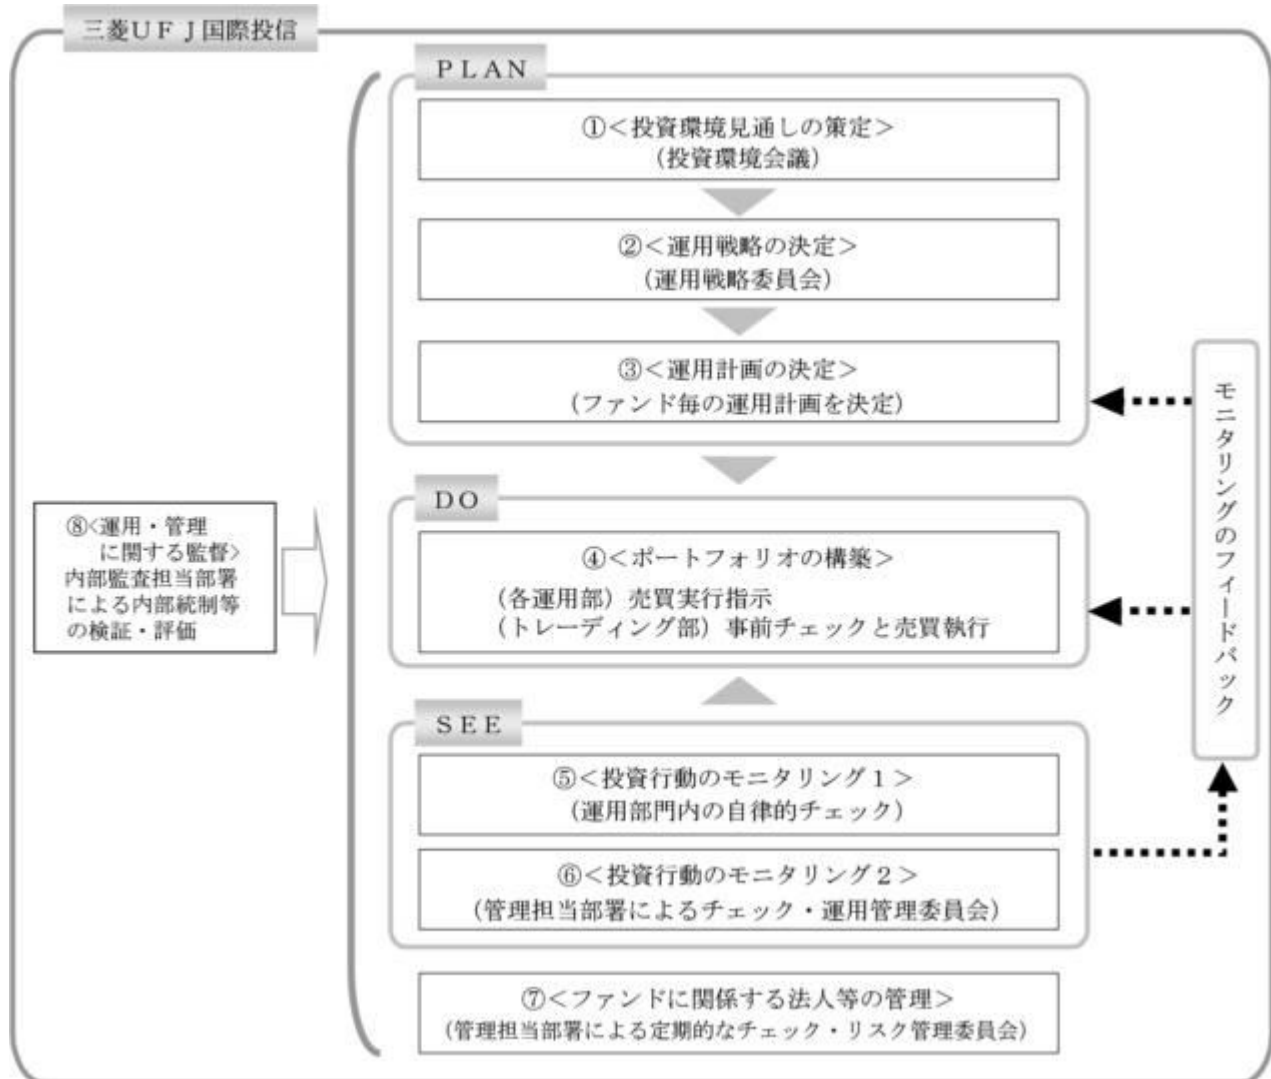 三菱ＵＦＪ国際投信
ＰＬＡＮ
①＜投資環境見通しの策定＞
（投資環境会議）
②＜運用戦略の決定＞
（運用戦略委員会）
③＜運用計画の決定＞
（ファンド毎の運用計画を決定）
ＤＯ
④＜ポートフォリオの構築＞
（各運用部）売買実行指示
（トレーディング部）事前チェックと売買執行
ＳＥＥ
⑤＜投資行動のモニタリング１＞
（運用部門内の自律的チェック）
⑥＜投資行動のモニタリング２＞
（管理担当部署によるチェック・運用管理委員会）
⑦＜ファンドに関係する法人等の管理＞
（管理担当部署による定期的なチェック・リスク管理委員会）
⑧<運用・管理
に関する監督>
内部監査担当部署
による内部統制等
の検証・評価
モニタリングのフィードバック